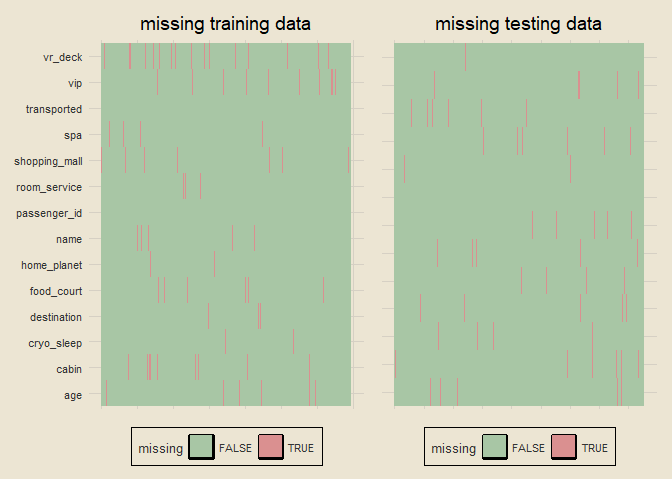 missing training data
missing testing data
vr_deck
vip
transported
spa
shopping_mall
room_service
passenger_id
name
home_planet
food_court
destination
cryo_sleep
cabin
age
missing FALSE TRUE
missing FALSE TRUE